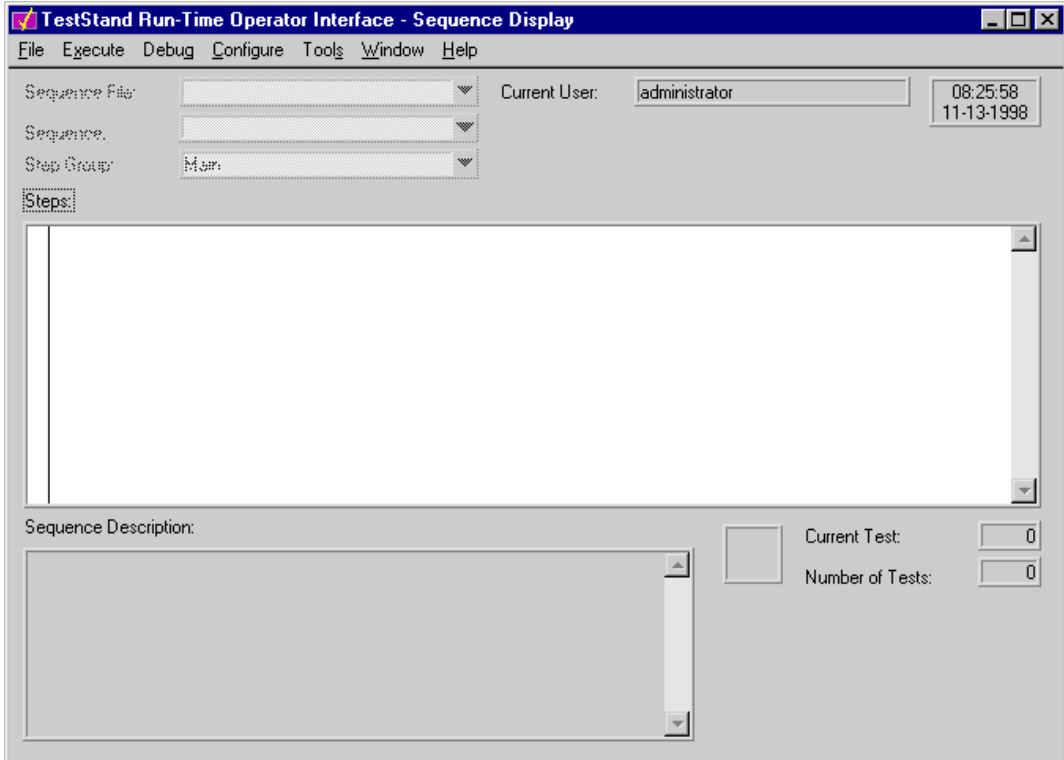 TestStand Run-Time Operator Interface - Sequence Display
File Execute Debug Configure Tools Window Help
Sequence File:
Current User:
administrator
08:25:58
11-13-1998
Sequence:
Step Group:
Main
Steps:
Sequence Description:
Current Test:
0
Number of Tests:
0